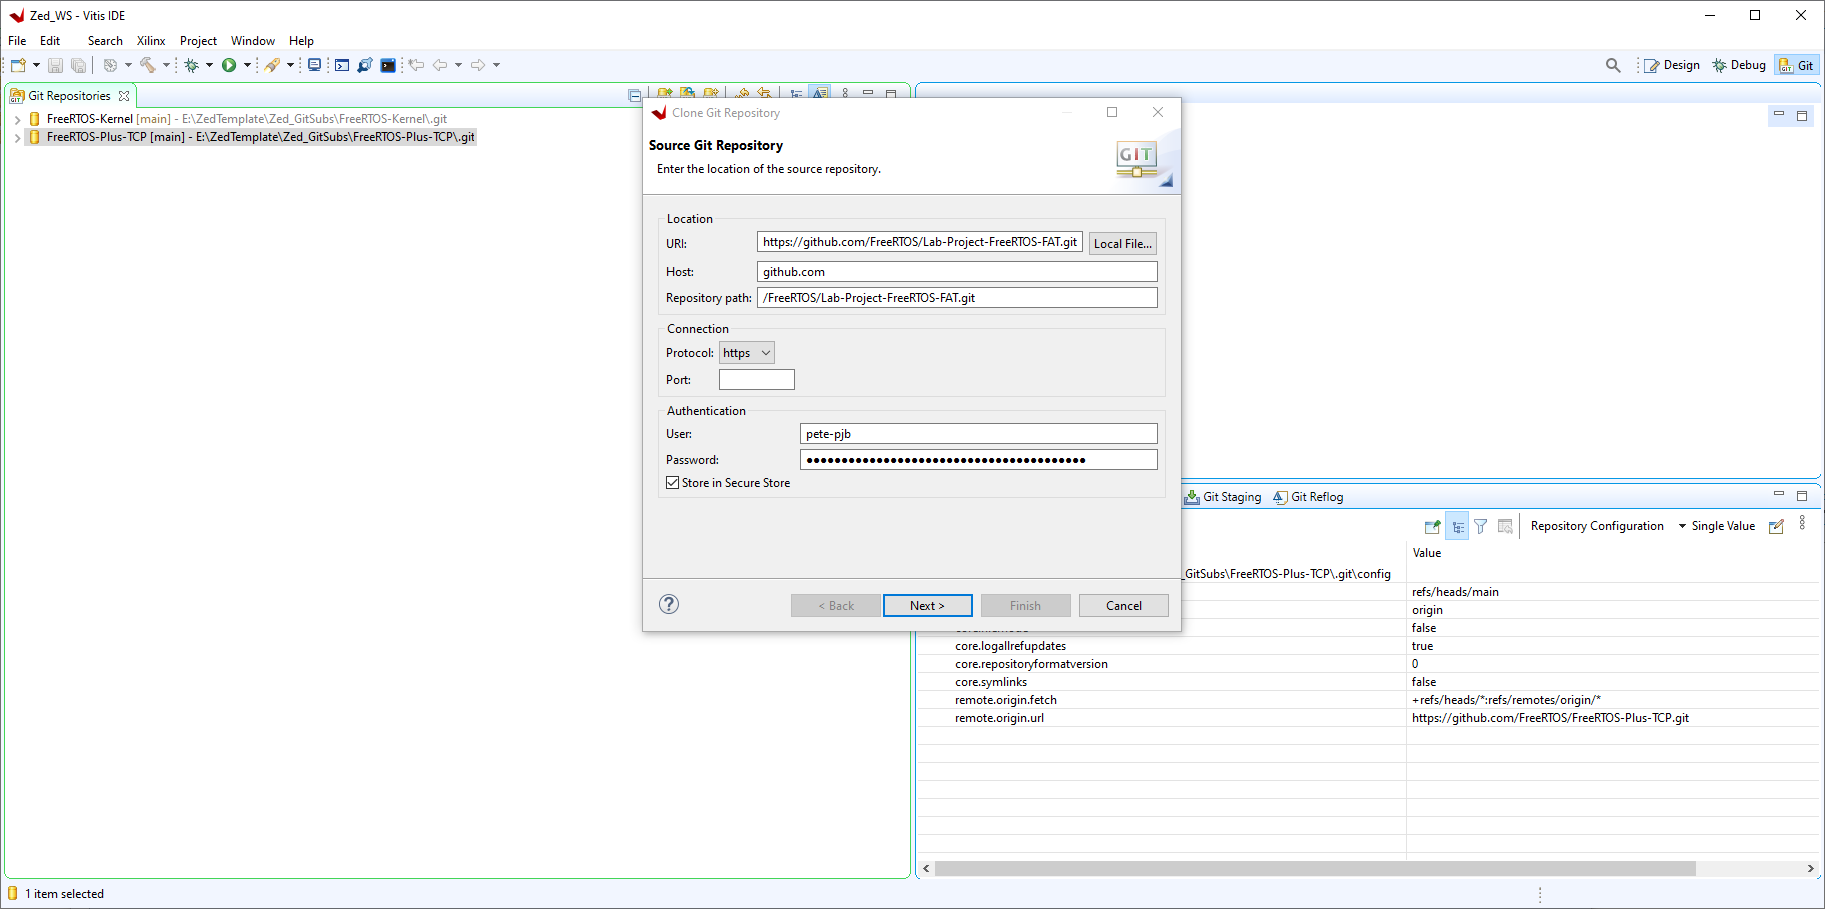 Zed_WS - Vitis IDE
File Edit Search Xilinx Project Window Help
Design Debug Git
Git Repositories
FreeRTOS-Kernel [main] - E:\ZedTemplate\Zed_GitSubs\FreeRTOS-Kernel\.git
FreeRTOS-Plus-TCP [main] - E:\ZedTemplate\Zed_GitSubs\FreeRTOS-Plus-TCP\.git
Clone Git Repository
Source Git Repository
Enter the location of the source repository.
GIT
Location
URI: https://github.com/FreeRTOS/Lab-Project-FreeRTOS-FAT.git Local File...
Host: github.com
Repository path: /FreeRTOS/Lab-Project-FreeRTOS-FAT.git
Connection
Protocol: https
Port:
Authentication
User: pete-pjb
Password: ●●●●●●●●●●●●●●●●●●●●●●●●●●●●●●●●●●●●●●●●
Store in Secure Store
< Back Next > Finish Cancel
Git Staging Git Reflog
Repository Configuration Single Value
Value
_GitSubs\FreeRTOS-Plus-TCP\.git\config
refs/heads/main
origin
false
core.logallrefupdates true
core.repositoryformatversion 0
core.symlinks false
remote.origin.fetch +refs/heads/*:refs/remotes/origin/*
remote.origin.url https://github.com/FreeRTOS/FreeRTOS-Plus-TCP.git
1 item selected